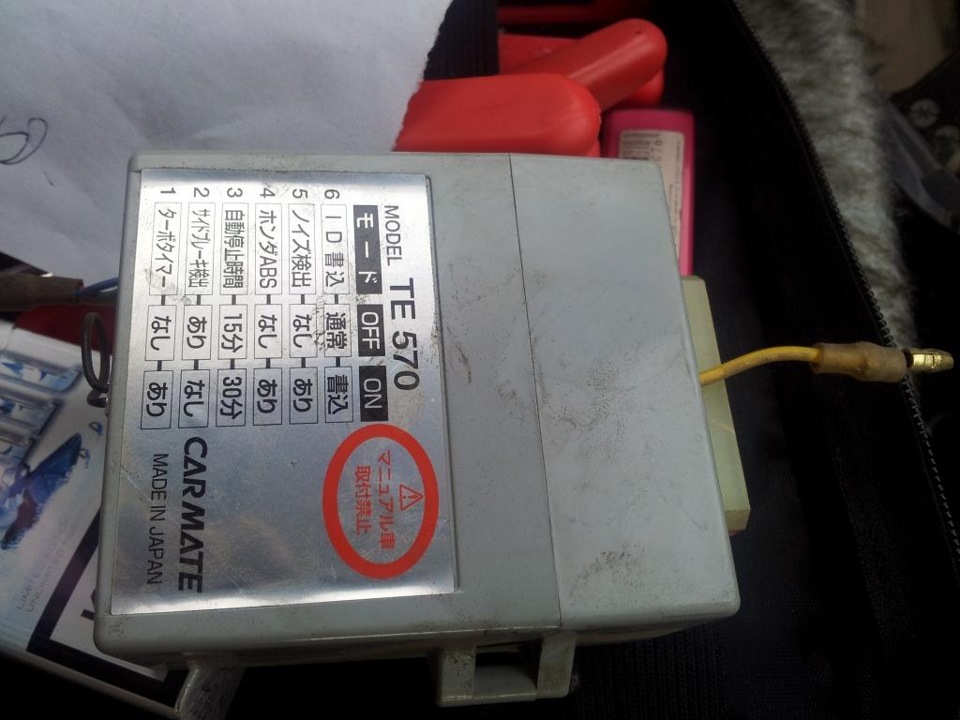 MODEL TE 570
モード OFF ON
6 ID書込 通常 書込
5 ノイズ検出 なし あり
4 ホンダABS なし あり
3 自動停止時間 15分 30分
2 サイドブレーキ検出 あり なし
1 ターボタイマー なし あり
マニュアル車
取付禁止
CARMATE
MADE IN JAPAN